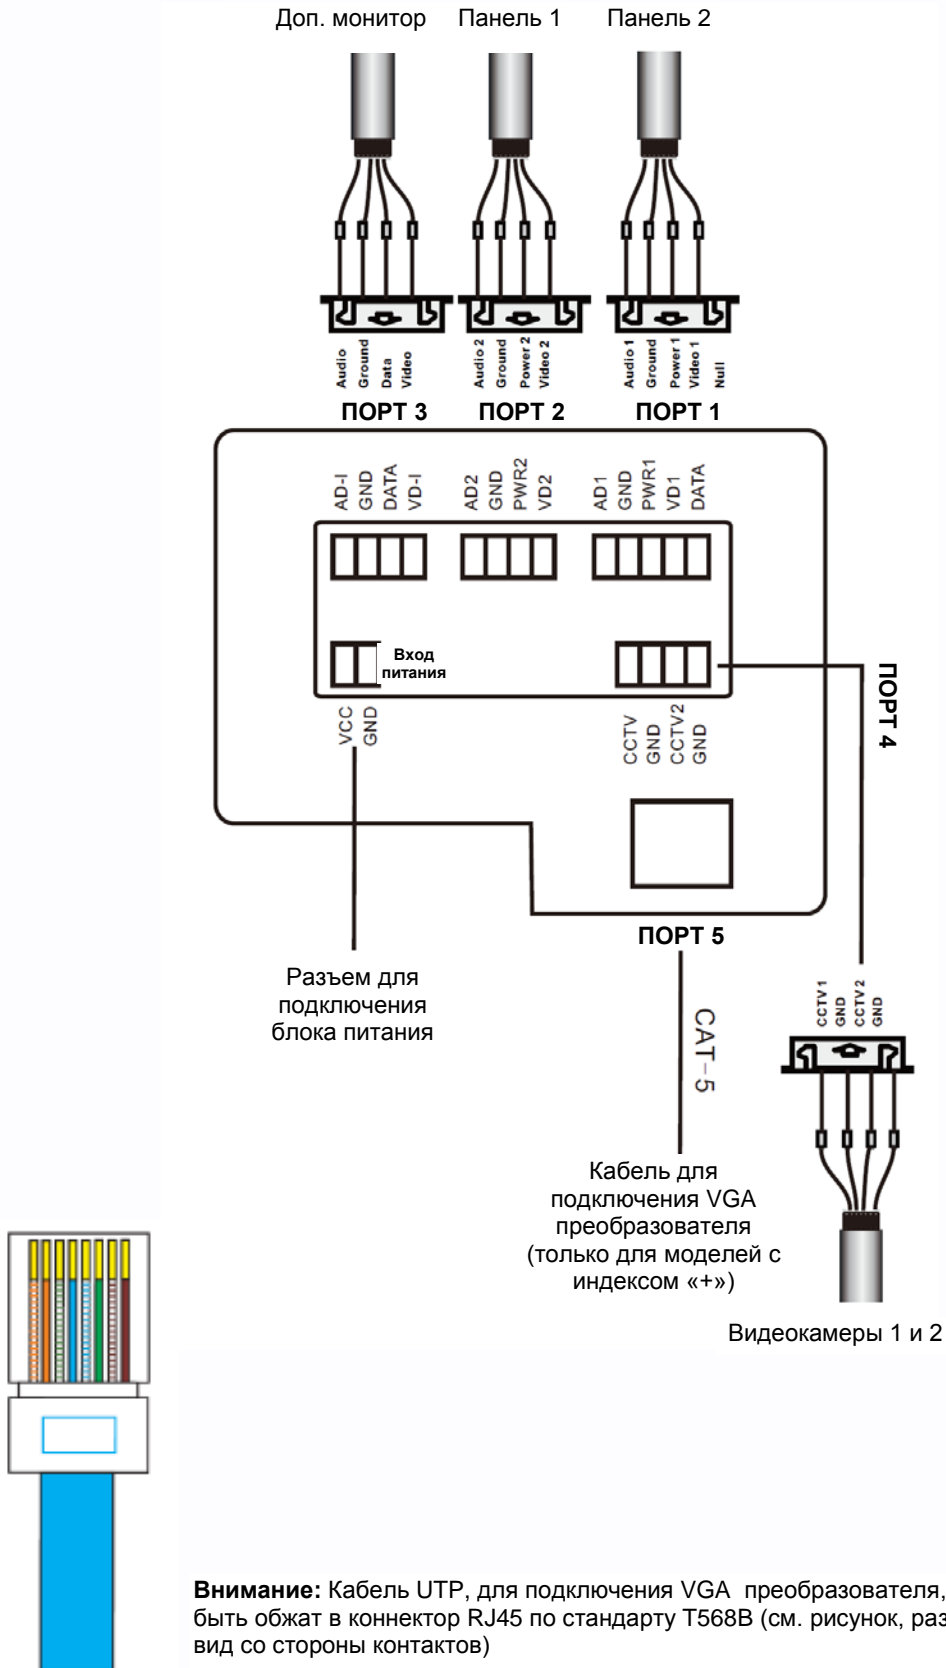 Доп. монитор Панель 1 Панель 2
Audio
Ground
Data
Video
Audio 2
Ground
Power 2
Video 2
Audio 1
Ground
Power 1
Video 1
Null
ПОРТ 3 ПОРТ 2 ПОРТ 1
AD-I
GND
DATA
VD-I
AD2
GND
PWR2
VD2
AD1
GND
PWR1
VD1
DATA
Вход
питания
ПОРТ 4
VCC
GND
CCTV
GND
CCTV2
GND
ПОРТ 5
Разъем для
подключения
блока питания
CCTV 1
GND
CCTV 2
GND
CAT-5
Кабель для
подключения VGA
преобразователя
(только для моделей с
индексом «+»)
Видеокамеры 1 и 2
Внимание: Кабель UTP, для подключения VGA преобразователя,
быть обжат в коннектор RJ45 по стандарту T568B (см. рисунок, раз
вид со стороны контактов)